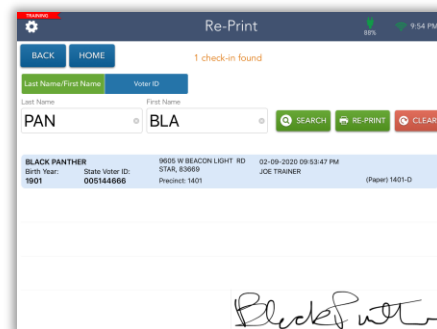 TRAINING
Re-Print
88%
9:54 PM
BACK
HOME
1 check-in found
Last Name/First Name
Voter ID
Last Name
First Name
PAN
BLA
SEARCH
RE-PRINT
CLEAR
BLACK PANTHER
9605 W BEACON LIGHT RD
02-09-2020 09:53:47 PM
Birth Year:
State Voter ID:
STAR, 83669
JOE TRAINER
1901
005144666
Precinct: 1401
(Paper) 1401-D
Black